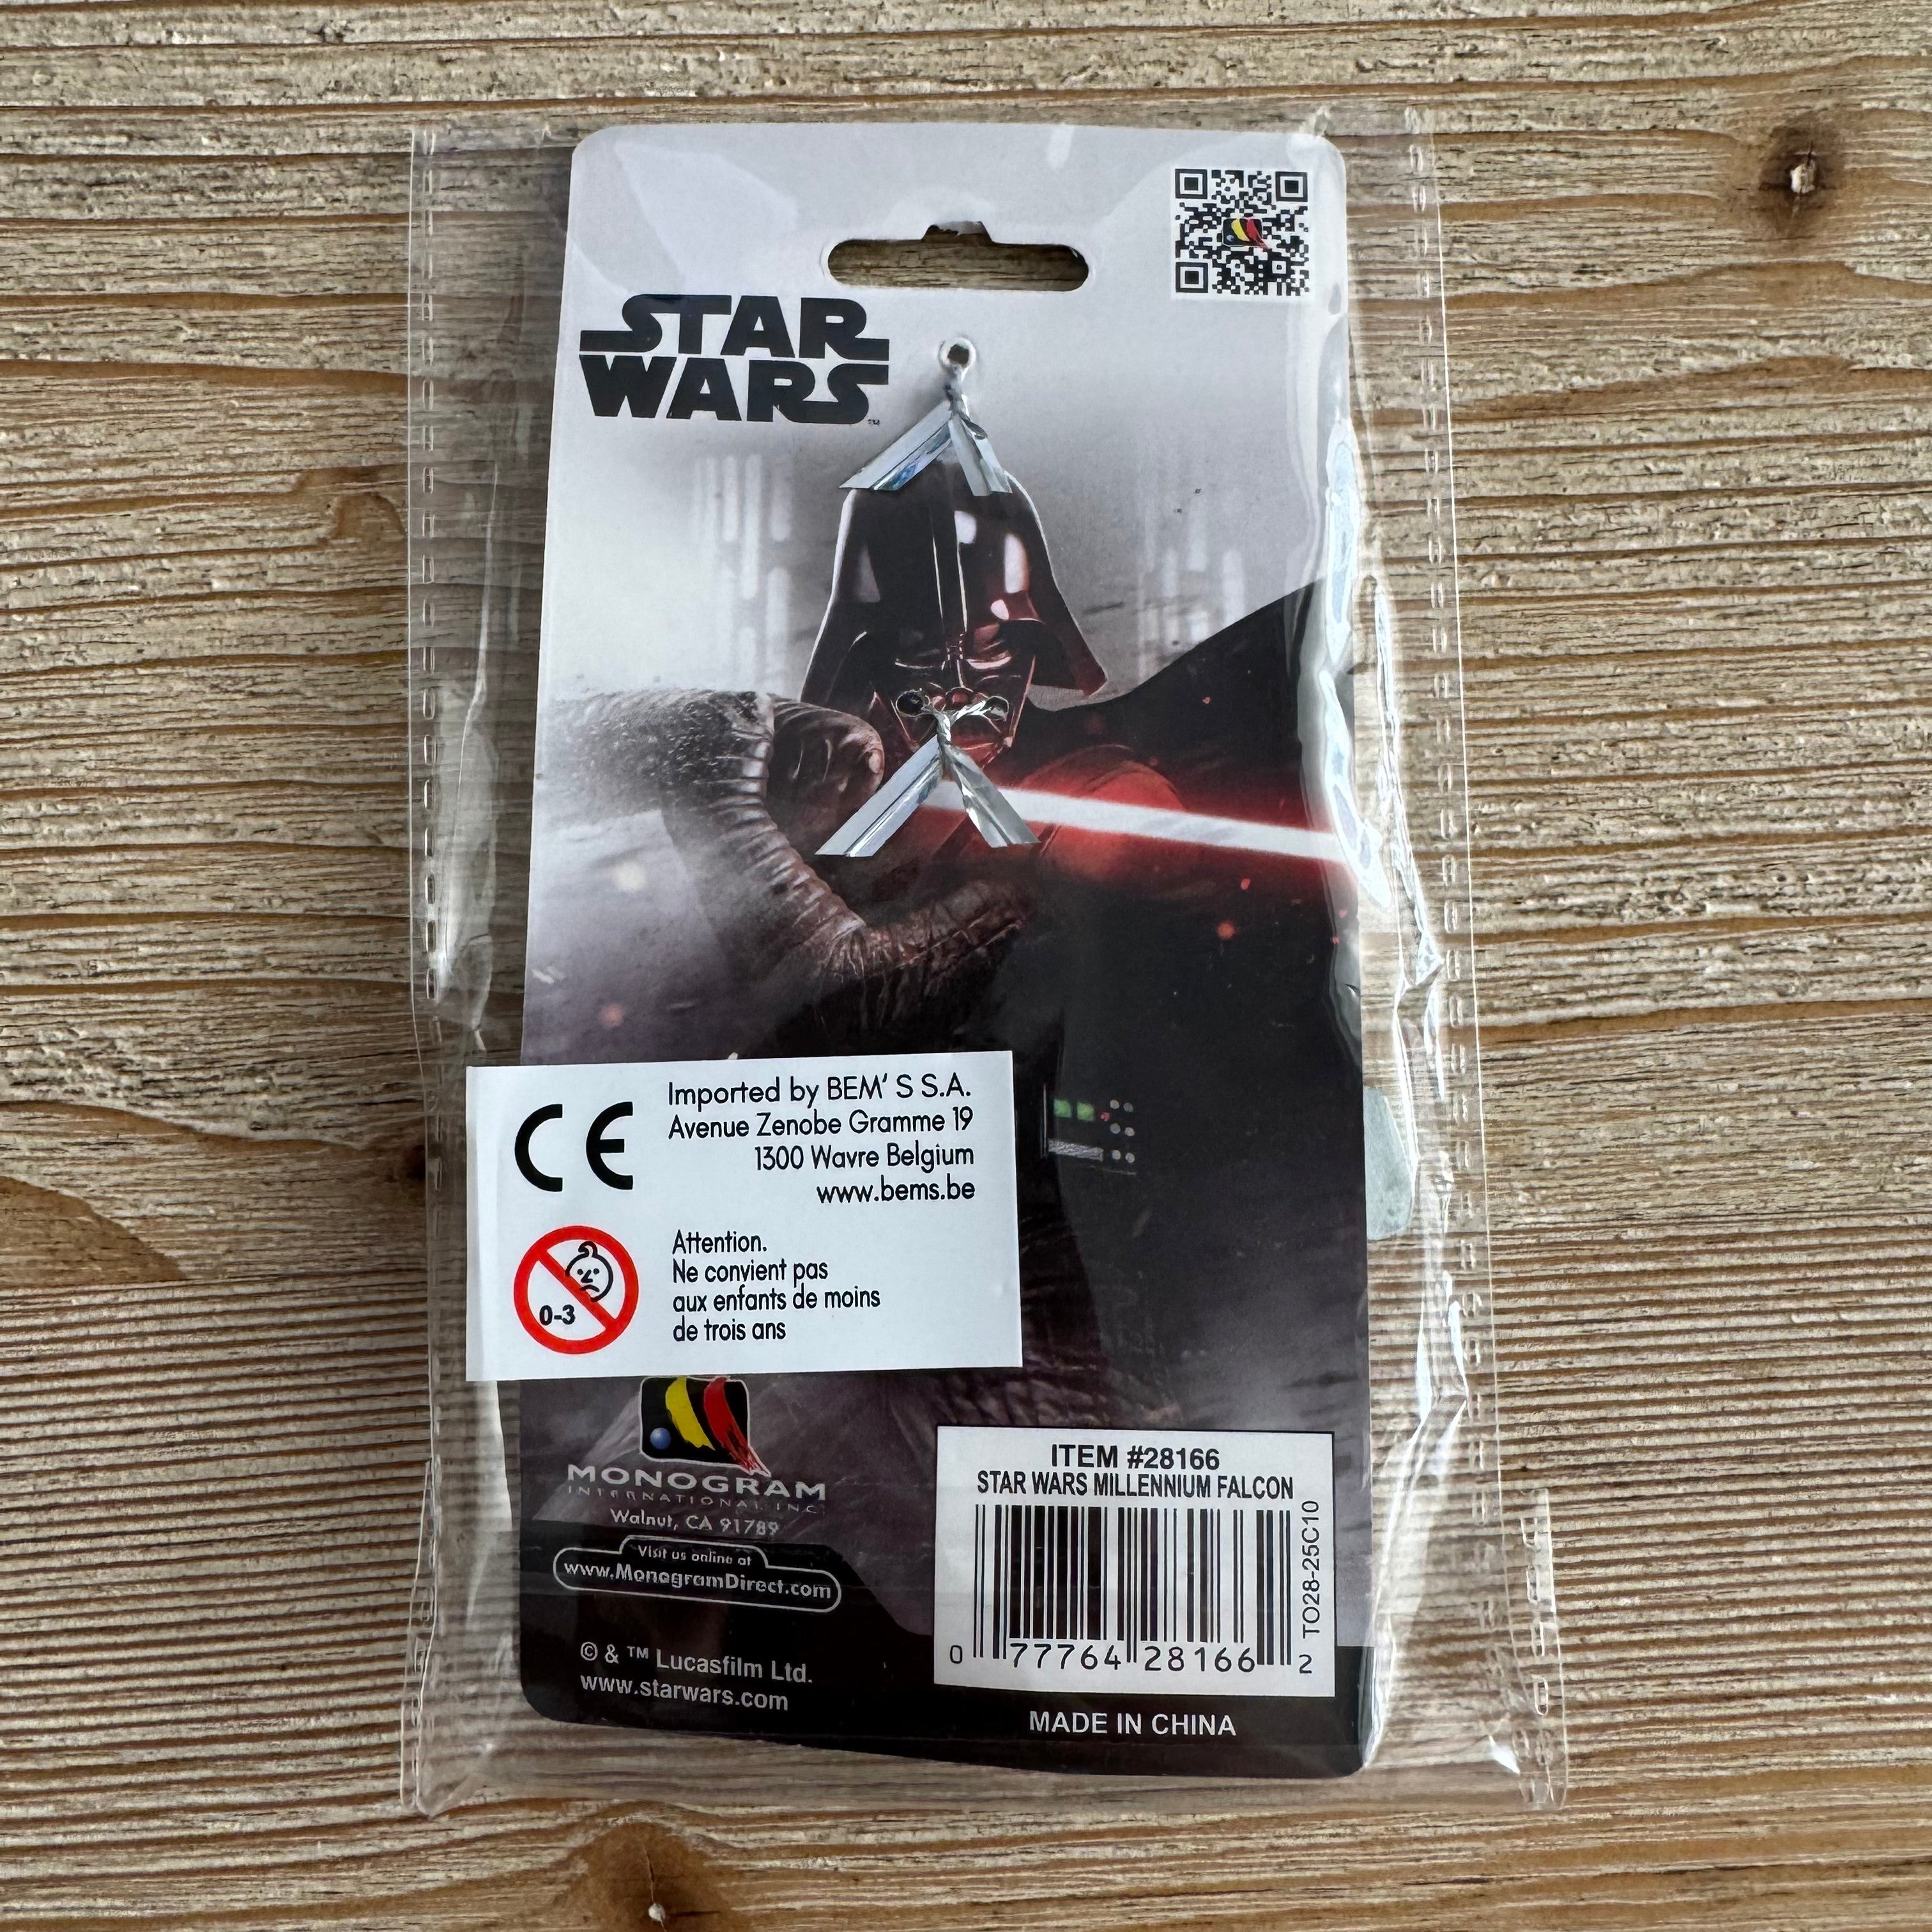 STAR
WARS
TM
CE
Imported by BEM' S S.A.
Avenue Zenobe Gramme 19
1300 Wavre Belgium
www.bems.be
0-3
Attention.
Ne convient pas
aux enfants de moins
de trois ans
MONOGRAM
INTERNATIONAL INC.
Walnut, CA 91789
Visit us online at
www.MonogramDirect.com
© & ™ Lucasfilm Ltd.
www.starwars.com
ITEM #28166
STAR WARS MILLENNIUM FALCON
TO28-25C10
0 77764 28166 2
MADE IN CHINA